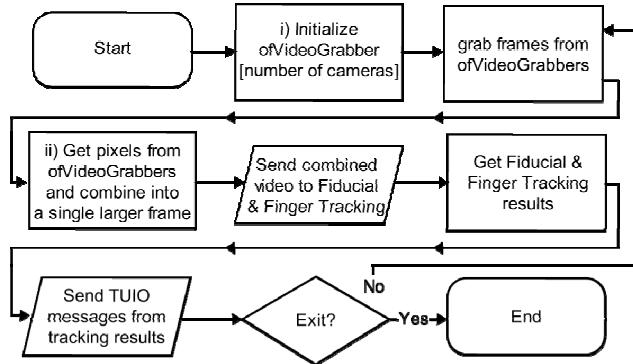 Start
i) Initialize
ofVideoGrabber
[number of cameras]
grab frames from
ofVideoGrabbers
ii) Get pixels from
ofVideoGrabbers
and combine into
a single larger frame
Send combined
video to Fiducial
& Finger Tracking
Get Fiducial &
Finger Tracking
results
Send TUIO
messages from
tracking results
Exit?
No
Yes
End